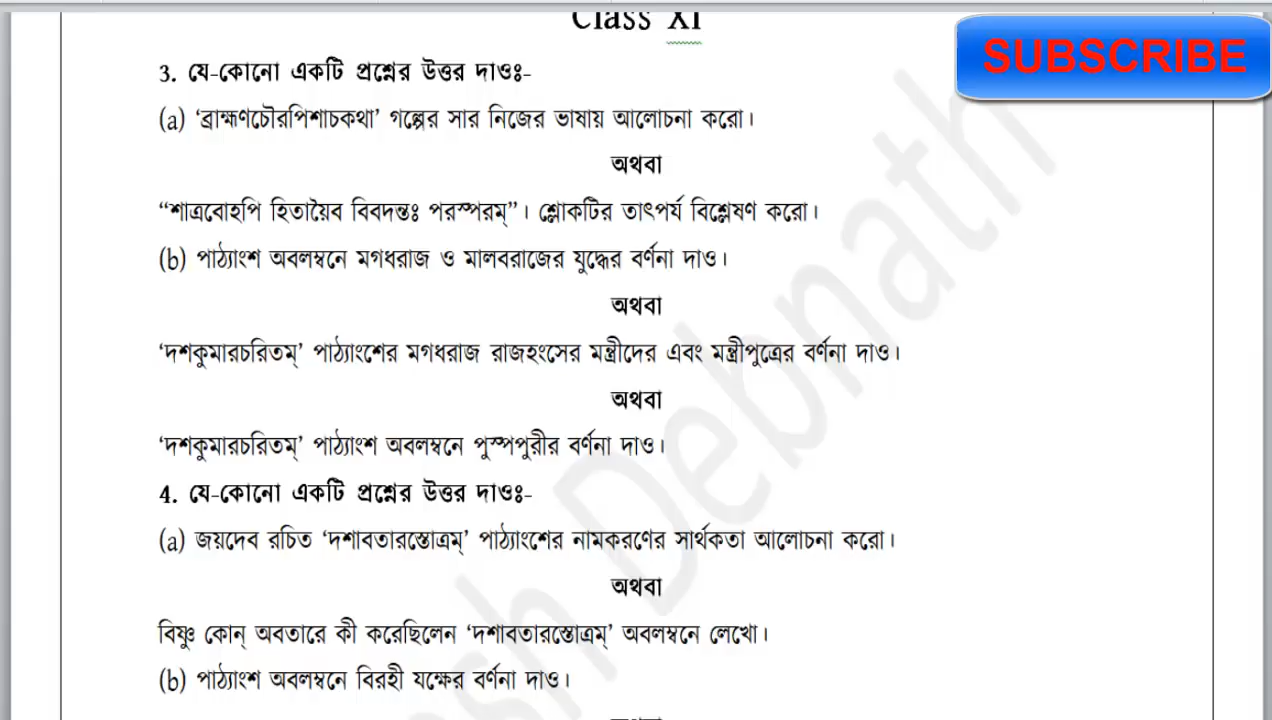 Class XI
SUBSCRIBE
3. যে-কোনো একটি প্রশ্নের উত্তর দাওঃ-
(a) ‘ব্রাহ্মণচৌরপিশাচকথা’ গল্পের সার নিজের ভাষায় আলোচনা করো।
অথবা
“শাত্রবোহপি হিতায়ৈব বিবদন্তঃ পরস্পরম্”। শ্লোকটির তাৎপর্য বিশ্লেষণ করো।
(b) পাঠ্যাংশ অবলম্বনে মগধরাজ ও মালবরাজের যুদ্ধের বর্ণনা দাও।
অথবা
‘দশকুমারচরিতম্’ পাঠ্যাংশের মগধরাজ রাজহংসের মন্ত্রীদের এবং মন্ত্রীপুত্রের বর্ণনা দাও।
অথবা
‘দশকুমারচরিতম্’ পাঠ্যাংশ অবলম্বনে পুস্পপুরীর বর্ণনা দাও।
4. যে-কোনো একটি প্রশ্নের উত্তর দাওঃ-
(a) জয়দেব রচিত ‘দশাবতারস্তোত্রম্’ পাঠ্যাংশের নামকরণের সার্থকতা আলোচনা করো।
অথবা
বিষ্ণু কোন্ অবতারে কী করেছিলেন ‘দশাবতারস্তোত্রম্’ অবলম্বনে লেখো।
(b) পাঠ্যাংশ অবলম্বনে বিরহী যক্ষের বর্ণনা দাও।
Debnath